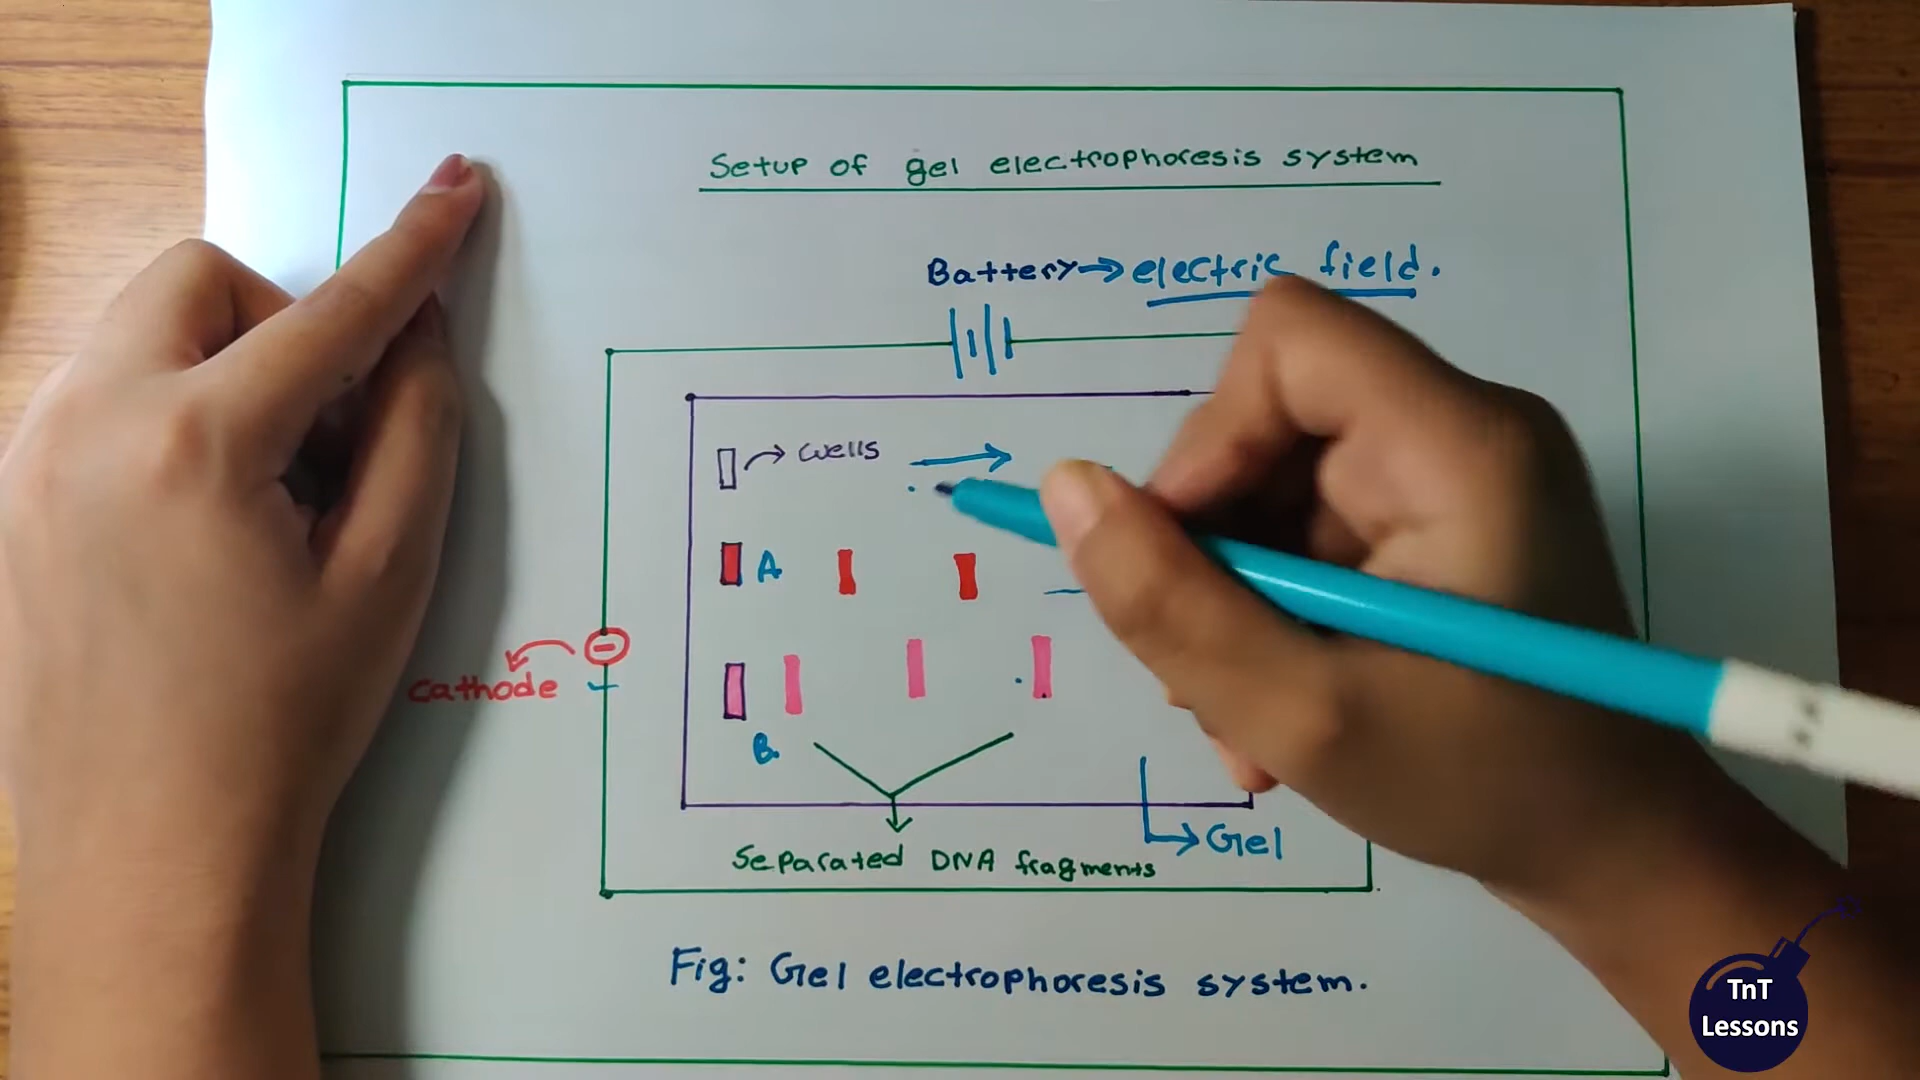 Setup of gel electrophoresis system
Battery → electric field.
Wells
A
cathode
B.
Gel
Separated DNA fragments
Fig: Gel electrophoresis system.
TnT
Lessons